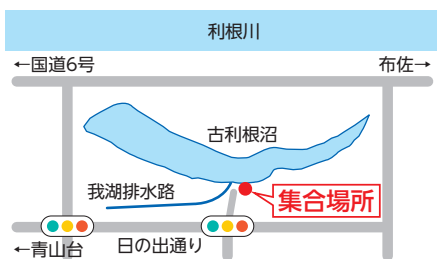 利根川
←国道6号
布佐→
古利根沼
我湖排水路
集合場所
←青山台
日の出通り